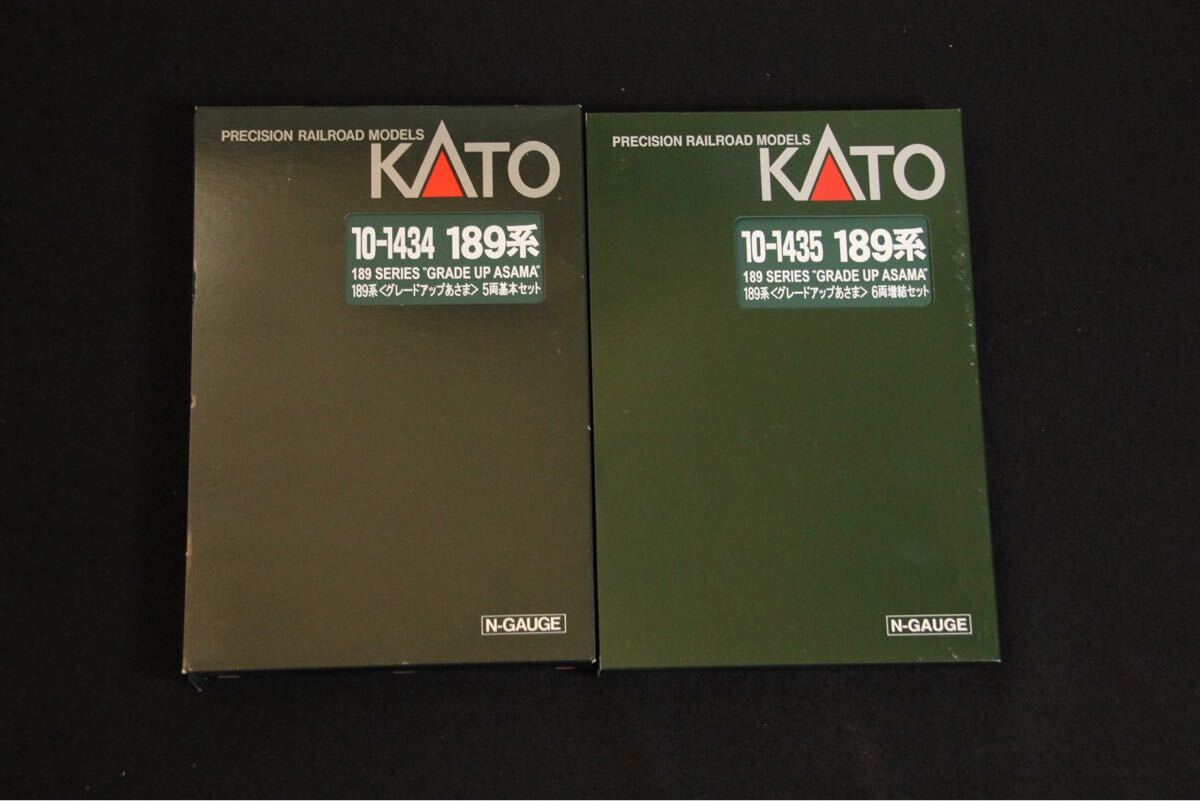 PRECISION RAILROAD MODELS
KATO
10-1434 189系
189 SERIES "GRADE UP ASAMA"
189系<グレードアップあさま> 5両基本セット
N-GAUGE
PRECISION RAILROAD MODELS
KATO
10-1435 189系
189 SERIES "GRADE UP ASAMA"
189系<グレードアップあさま> 6両増結セット
N-GAUGE